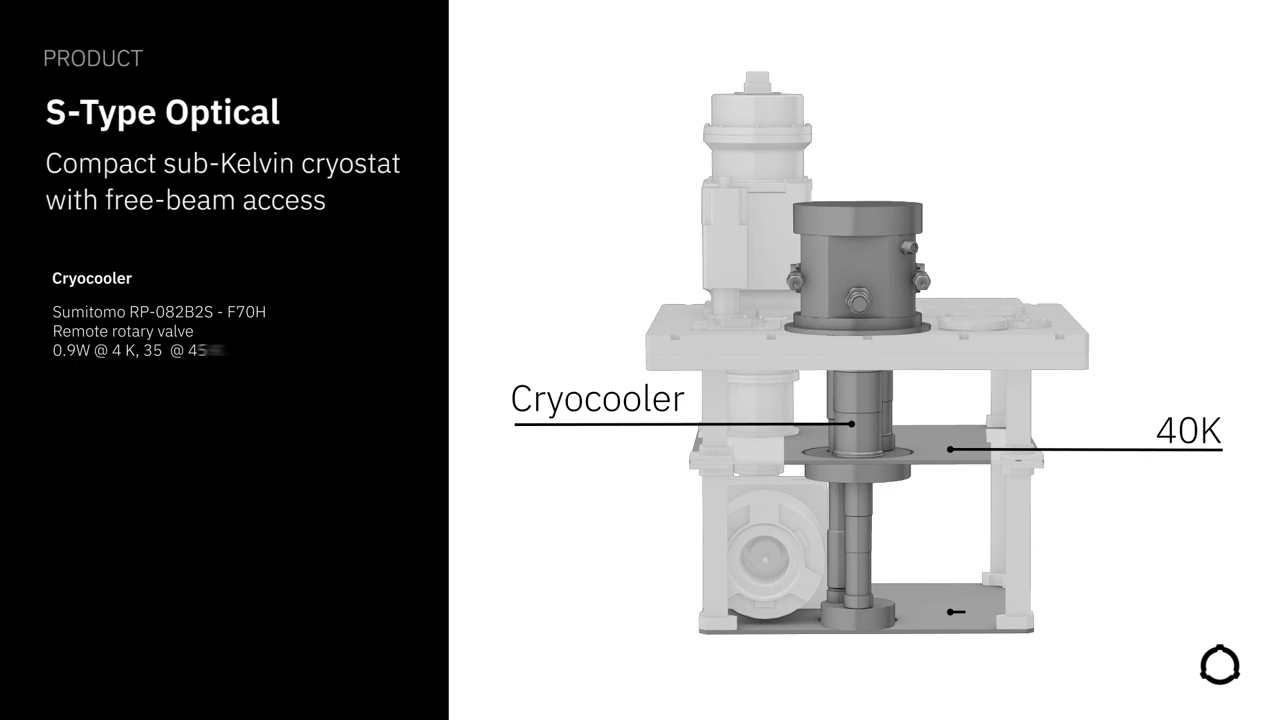 PRODUCT
S-Type Optical
Compact sub-Kelvin cryostat
with free-beam access
Cryocooler
Sumitomo RP-082B2S - F70H
Remote rotary valve
0.9W @ 4 K, 35 @ 45
Cryocooler
40K